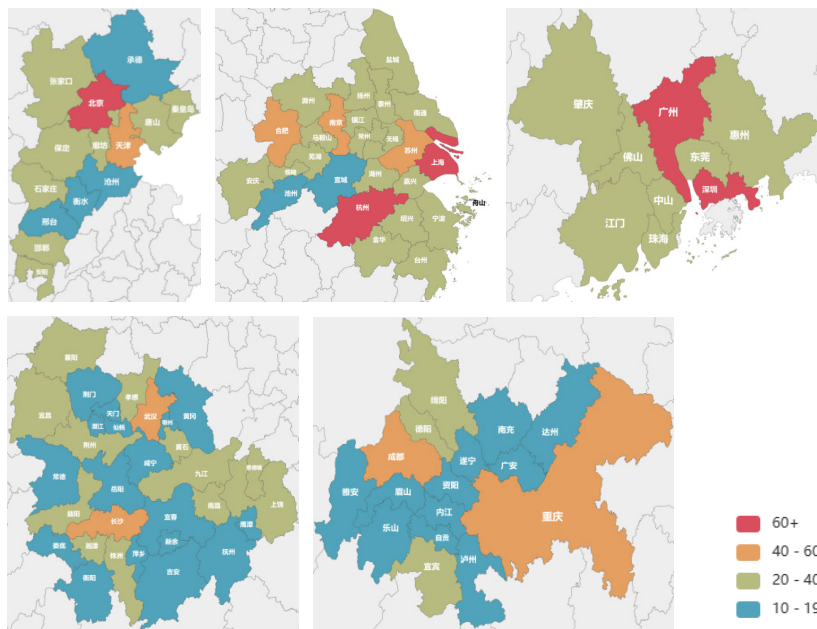 承德
张家口
北京
秦皇岛
唐山
天津
廊坊
保定
沧州
石家庄
衡水
邢台
邯郸
安阳
盐城
扬州
滁州
泰州
南通
南京
镇江
合肥
常州
无锡
马鞍山
苏州
上海
芜湖
湖州
宣城
嘉兴
安庆
池州
舟山
杭州
绍兴
宁波
金华
台州
肇庆
广州
惠州
佛山
东莞
深圳
中山
江门
珠海
襄阳
荆门
孝感
宜昌
天门
武汉
黄冈
潜江
仙桃
鄂州
荆州
黄石
咸宁
常德
九江
景德镇
岳阳
益阳
长沙
宜春
南昌
上饶
鹰潭
娄底
湘潭
株洲
萍乡
新余
抚州
衡阳
吉安
绵阳
德阳
南充
达州
成都
遂宁
广安
雅安
眉山
资阳
内江
重庆
乐山
自贡
泸州
宜宾
60+
40 - 60
20 - 40
10 - 19